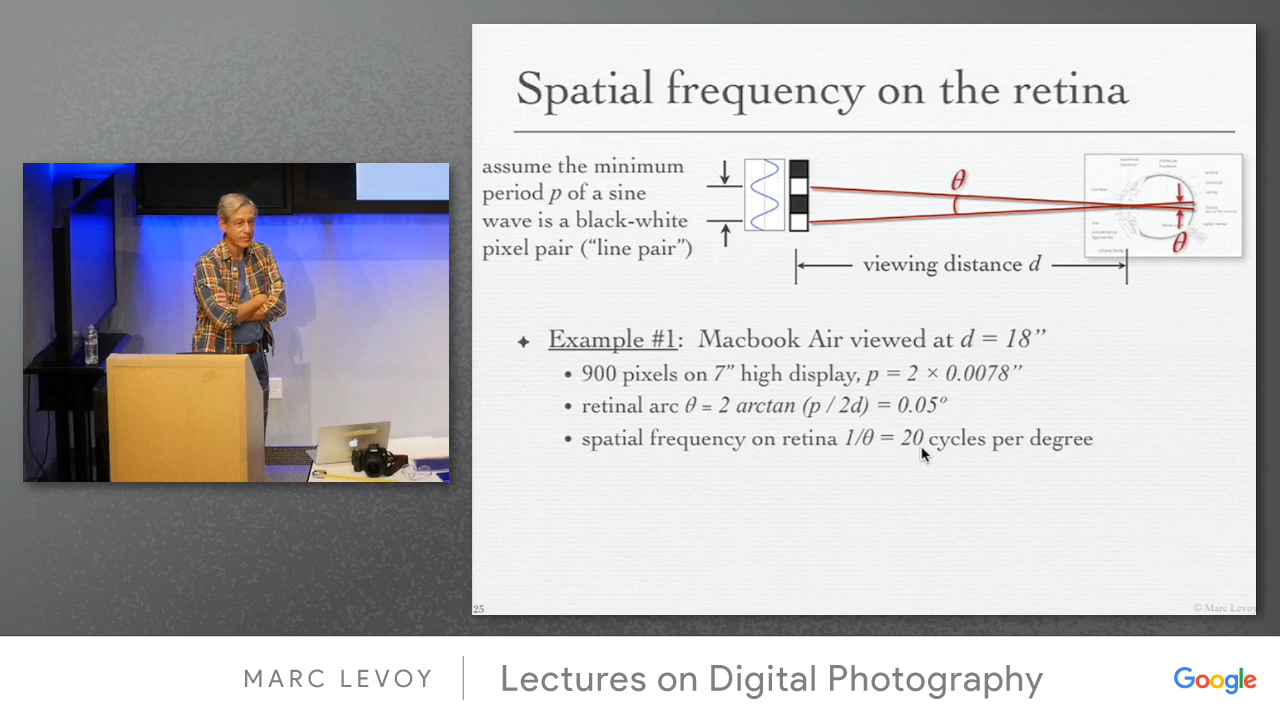 Spatial frequency on the retina
assume the minimum
period p of a sine
wave is a black-white
pixel pair (“line pair”)
θ
θ
viewing distance d
✦ Example #1: Macbook Air viewed at d = 18”
• 900 pixels on 7” high display, p = 2 × 0.0078”
• retinal arc θ = 2 arctan (p / 2d) = 0.05º
• spatial frequency on retina 1/θ = 20 cycles per degree
25
© Marc Levoy
MARC LEVOY
Lectures on Digital Photography
Google